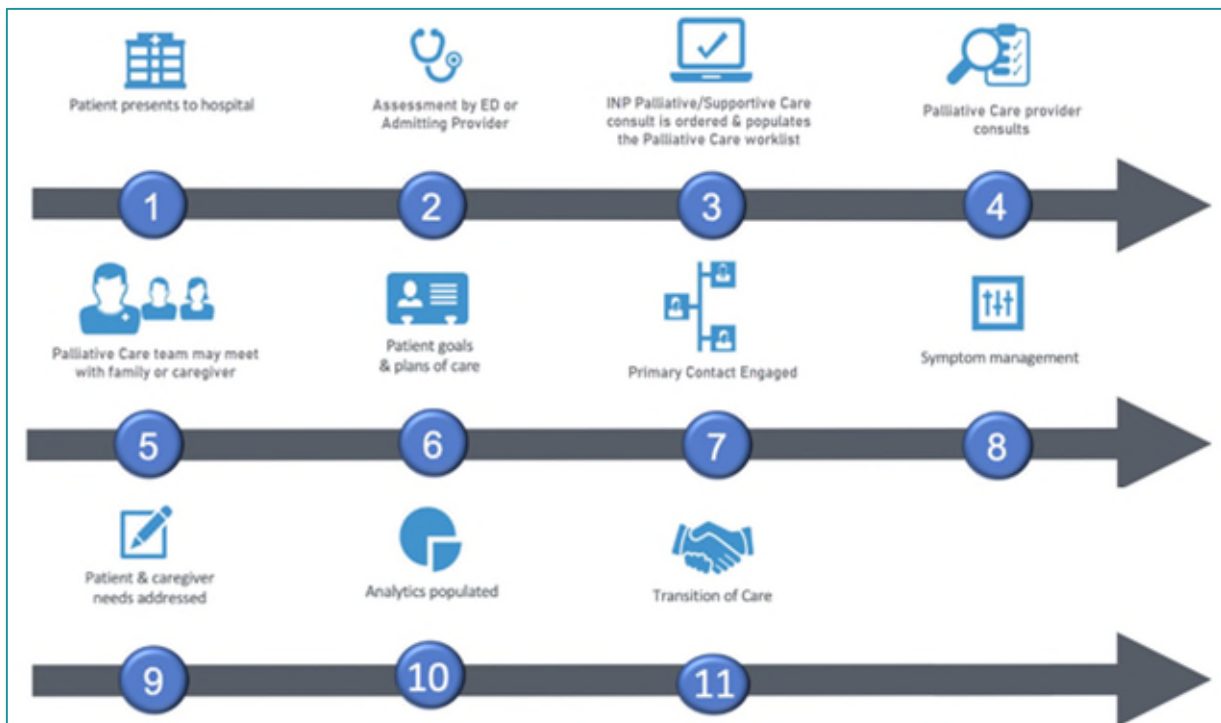 Patient presents to hospital
Assessment by ED or
Admitting Provider
INP Palliative/Supportive Care
consult is ordered & populates
the Palliative Care worklist
Palliative Care provider
consults
1
2
3
4
Palliative Care team may meet
with family or caregiver
Patient goals
& plans of care
Primary Contact Engaged
Symptom management
5
6
7
8
Patient & caregiver
needs addressed
Analytics populated
Transition of Care
9
10
11